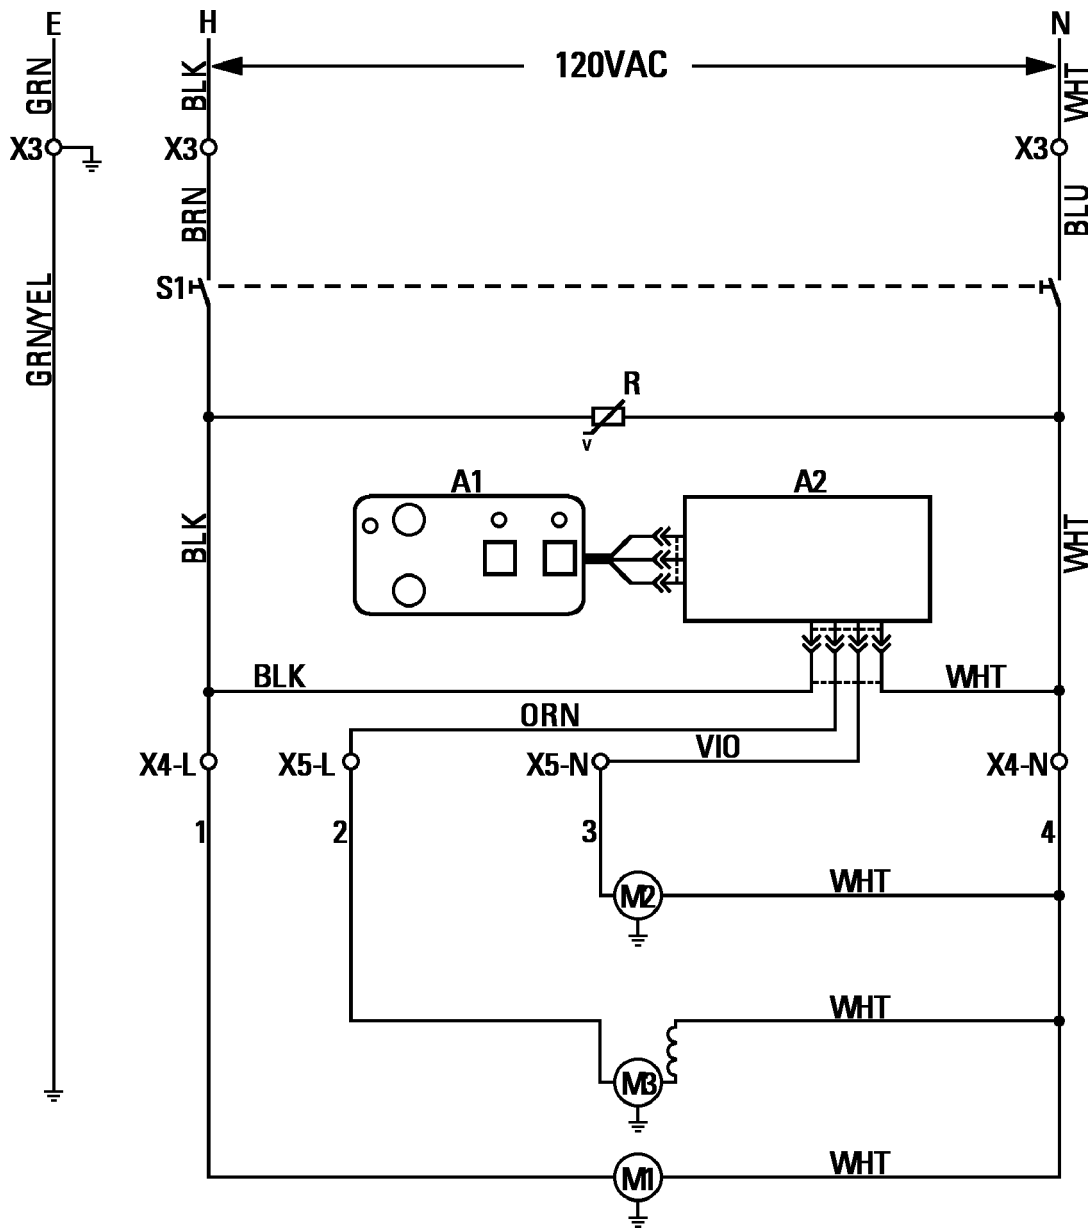 E
H
N
120VAC
GRN
BLK
WHT
X3
X3
X3
BRN
BLU
S1
GRN/YEL
R
V
A1
A2
BLK
WHT
BLK
WHT
ORN
VIO
X4-L
X5-L
X5-N
X4-N
1
2
3
4
M2
WHT
WHT
M3
M1
WHT